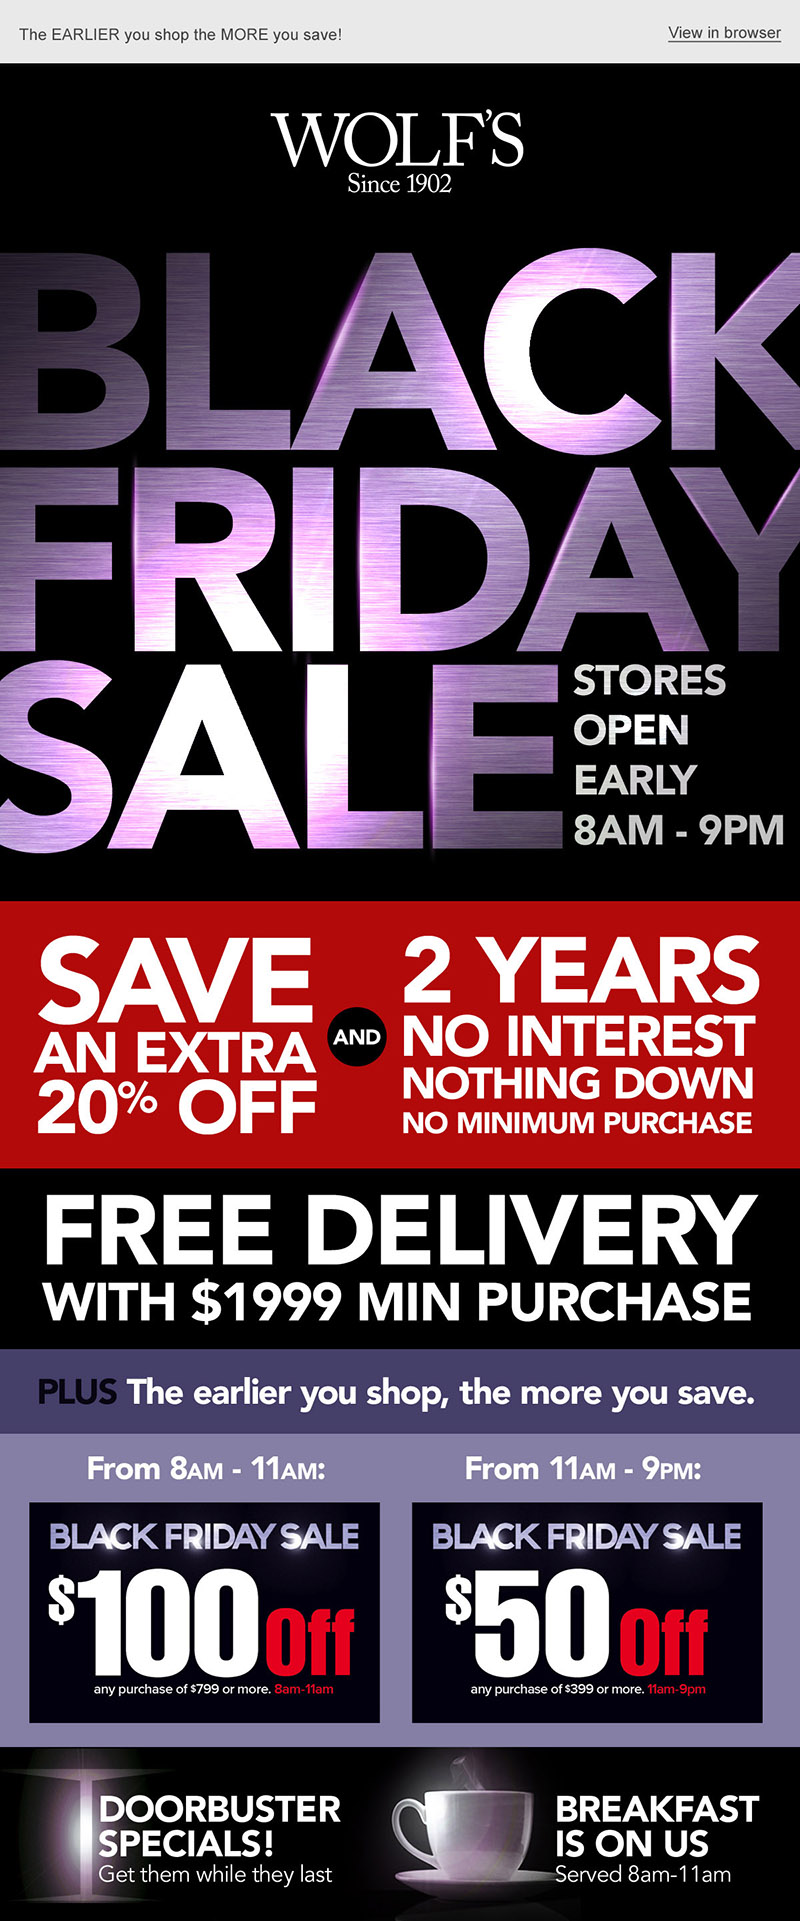 The EARLIER you shop the MORE you save!
View in browser
WOLF'S
Since 1902
BLACK
FRIDAY
SALE
STORES
OPEN
EARLY
8AM - 9PM
SAVE
AN EXTRA
20% OFF
AND
2 YEARS
NO INTEREST
NOTHING DOWN
NO MINIMUM PURCHASE
FREE DELIVERY
WITH $1999 MIN PURCHASE
PLUS The earlier you shop, the more you save.
From 8AM - 11AM:
BLACK FRIDAY SALE
$100 Off
any purchase of $799 or more. 8am-11am
From 11AM - 9PM:
BLACK FRIDAY SALE
$50 Off
any purchase of $399 or more. 11am-9pm
DOORBUSTER
SPECIALS!
Get them while they last
BREAKFAST
IS ON US
Served 8am-11am